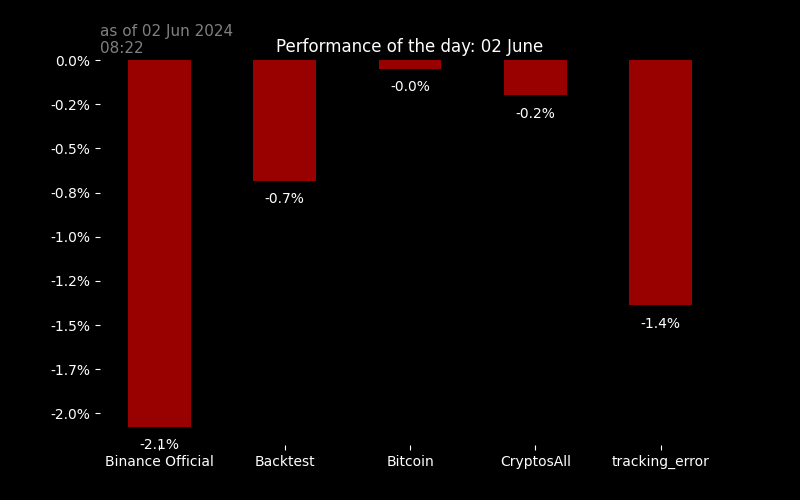 as of 02 Jun 2024
08:22
Performance of the day: 02 June
0.0%
-0.2%
-0.5%
-0.8%
-1.0%
-1.2%
-1.5%
-1.7%
-2.0%
-2.1%
-0.7%
-0.0%
-0.2%
-1.4%
Binance Official
Backtest
Bitcoin
CryptosAll
tracking_error